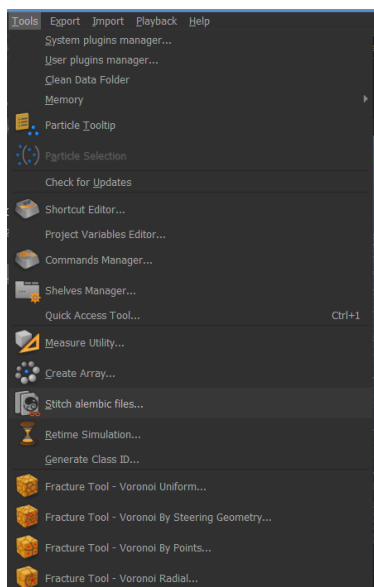 Tools Export Import Playback Help
System plugins manager...
User plugins manager...
Clean Data Folder
Memory
Particle Tooltip
Particle Selection
Check for Updates
Shortcut Editor...
Project Variables Editor...
Commands Manager...
Shelves Manager...
Quick Access Tool... Ctrl+1
Measure Utility...
Create Array...
Stitch alembic files...
Retime Simulation...
Generate Class ID...
Fracture Tool - Voronoi Uniform...
Fracture Tool - Voronoi By Steering Geometry...
Fracture Tool - Voronoi By Points...
Fracture Tool - Voronoi Radial...